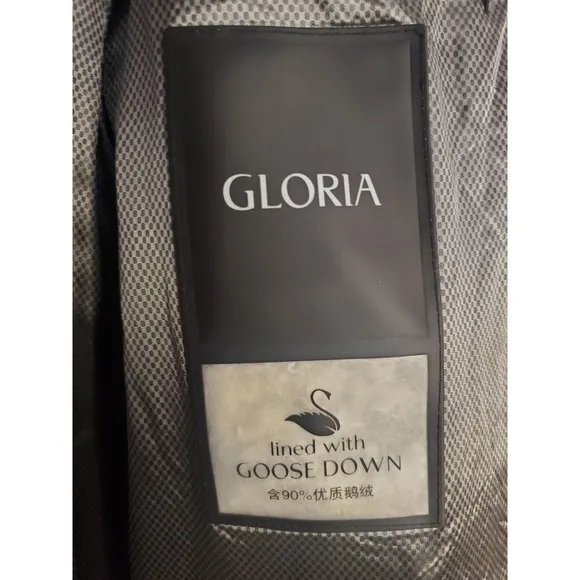 GLORIA
lined with
GOOSE DOWN
含90%优质鹅绒